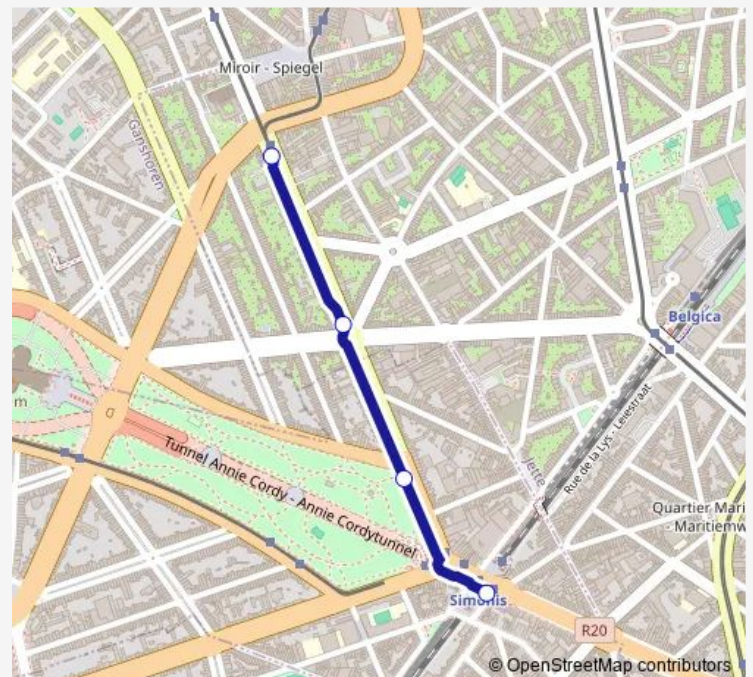 Miroir - Spiegel
Ganshoren
Belgica
m
Tunnel Annie Cordy - Annie Cordytunnel
Rue de la Lys - Leiestraat
Jette
Quartier Mari
- Maritiemw
Simonis
R20
© OpenStreetMap contributors